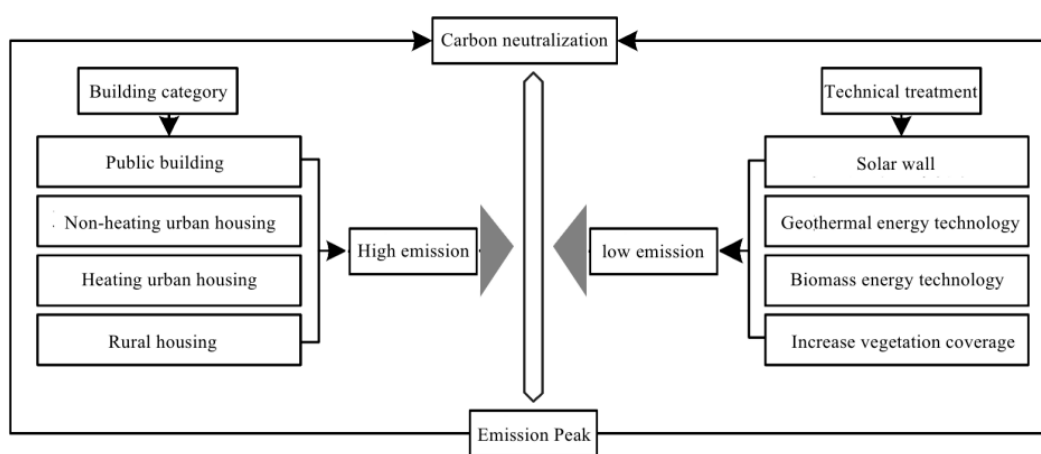 Carbon neutralization
Building category
Technical treatment
Public building
Non-heating urban housing
Heating urban housing
Rural housing
High emission
low emission
Solar wall
Geothermal energy technology
Biomass energy technology
Increase vegetation coverage
Emission Peak